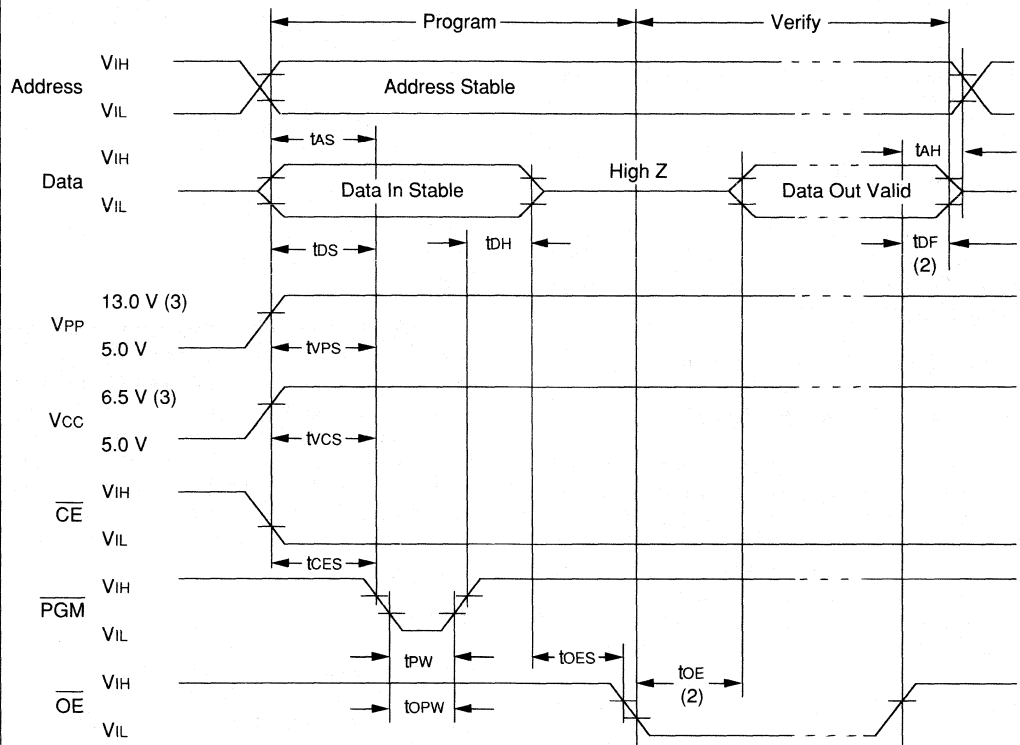 Program Verify
Address VIH Address Stable
VIL
tAS tAH
Data VIH Data In Stable High Z Data Out Valid
VIL
tDS tDH tDF
(2)
VPP 13.0 V (3)
5.0 V tVPS
VCC 6.5 V (3)
5.0 V tVCS
CE VIH
VIL
tCES
PGM VIH
VIL
tPW tOES tOE
(2)
OE VIH tOPW
VIL